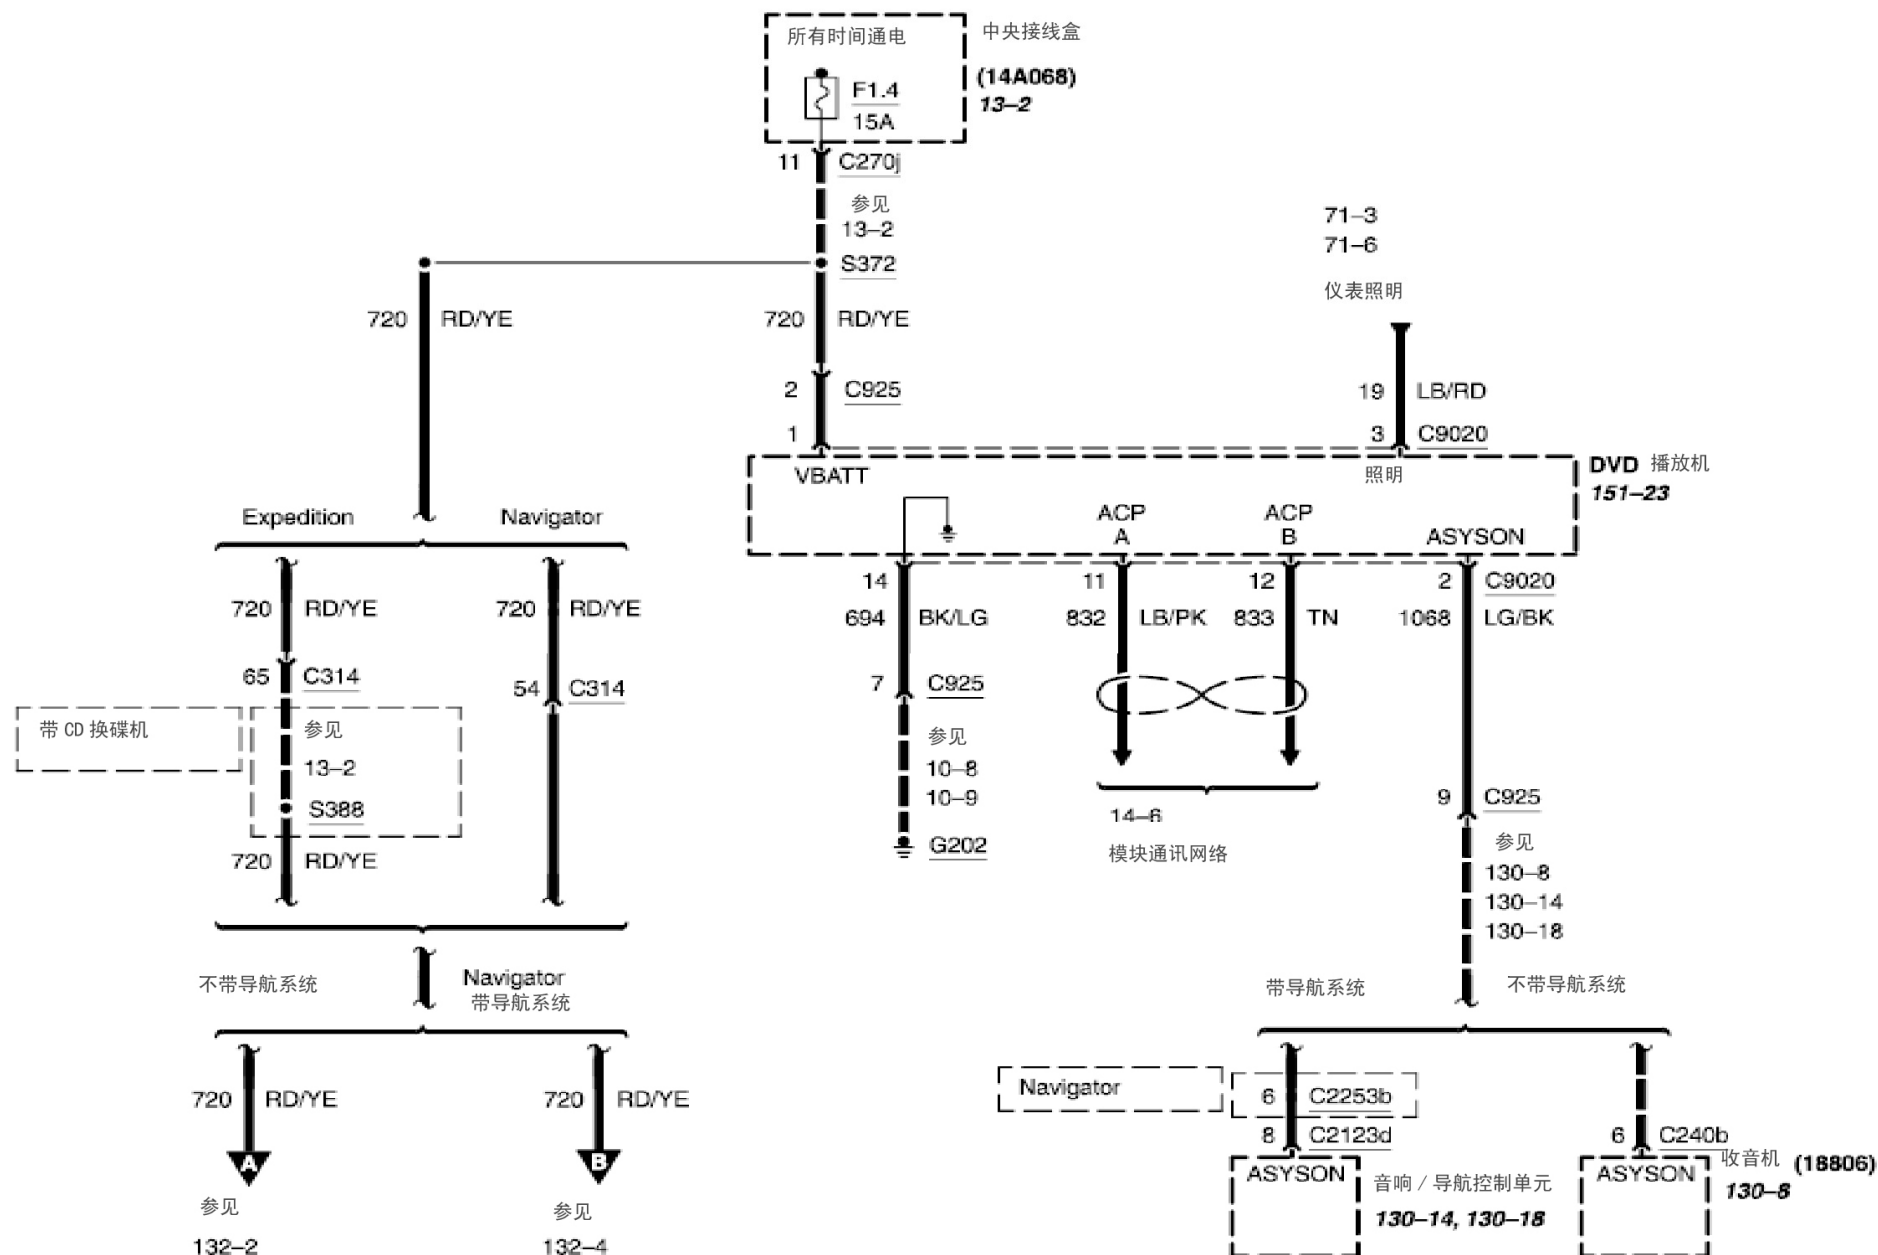 所有时间通电
中央接线盒
(14A068)
13–2
F1.4
15A
11 C270j
参见
13–2
S372
71–3
71–6
仪表照明
720 RD/YE
720 RD/YE
2 C925
19 LB/RD
1
3 C9020
VBATT
照明
DVD 播放机
151–23
ACP
A
ACP
B
ASYSON
Expedition
Navigator
14
11
12
2 C9020
720 RD/YE
720 RD/YE
694 BK/LG
832 LB/PK
833 TN
1068 LG/BK
65 C314
54 C314
7 C925
带 CD 换碟机
参见
13–2
S388
参见
10–8
10–9
G202
14–6
模块通讯网络
9 C925
参见
130–8
130–14
130–18
720 RD/YE
不带导航系统
Navigator
带导航系统
带导航系统
不带导航系统
720 RD/YE
720 RD/YE
A
B
参见
132–2
参见
132–4
Navigator
6 C2253b
8 C2123d
6 C240b
ASYSON
音响 / 导航控制单元
130–14, 130–18
ASYSON
收音机
(18806)
130–8